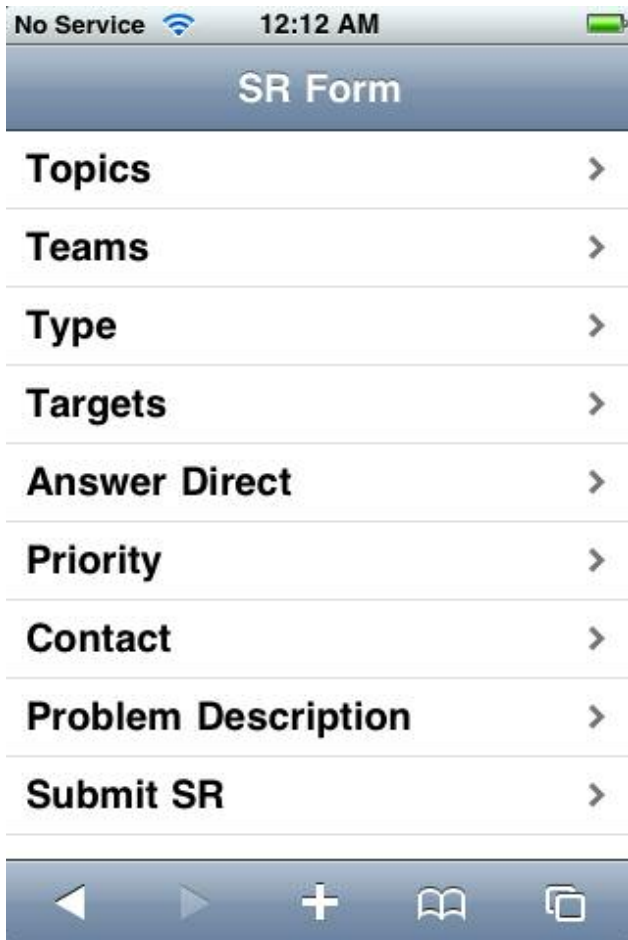 No Service 12:12 AM
SR Form
Topics
Teams
Type
Targets
Answer Direct
Priority
Contact
Problem Description
Submit SR